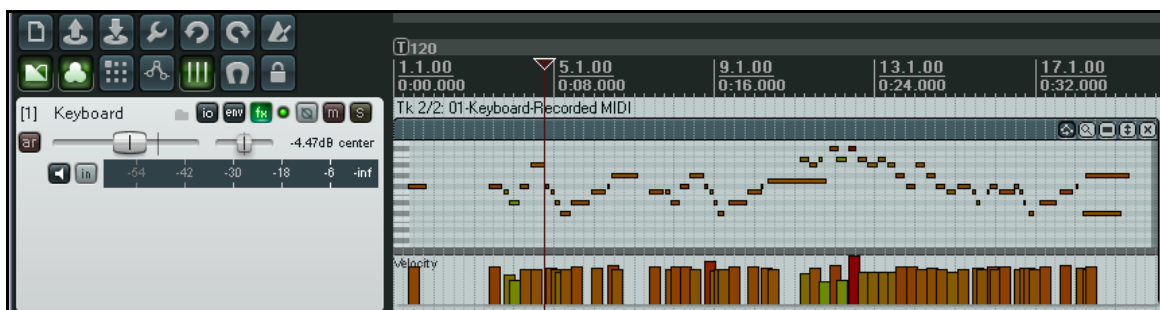 T 120
1.1.00 5.1.00 9.1.00 13.1.00 17.1.00
0:00.000 0:08.000 0:16.000 0:24.000 0:32.000
[1] Keyboard io env fx m S
Tk 2/2: 01-Keyboard-Recorded MIDI
ar -4.47dB center
in -54 -42 -30 -18 -6 -inf
Velocity